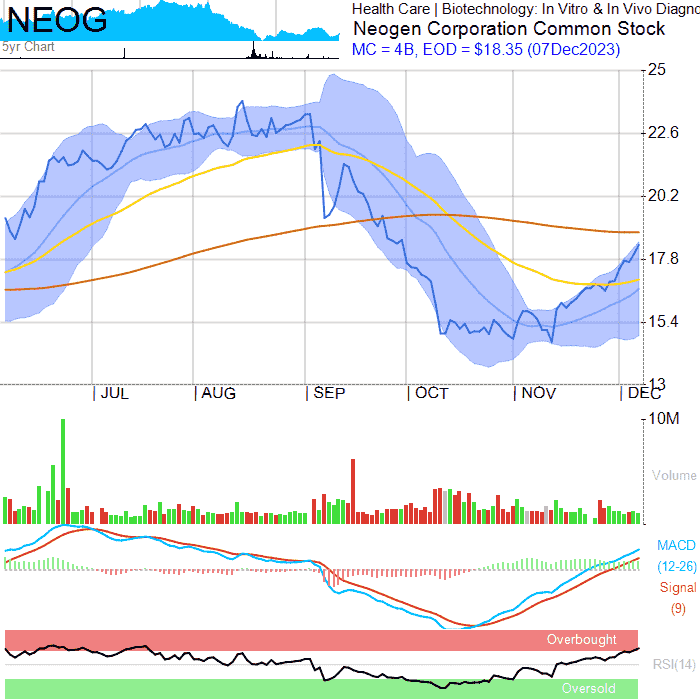 NEOG
Health Care | Biotechnology: In Vitro & In Vivo Diagno
Neogen Corporation Common Stock
MC = 4B, EOD = $18.35 (07Dec2023)
5yr Chart
25
22.6
20.2
17.8
15.4
13
JUL AUG SEP OCT NOV DEC
10M
Volume
MACD
(12-26)
Signal
(9)
Overbought
RSI(14)
Oversold